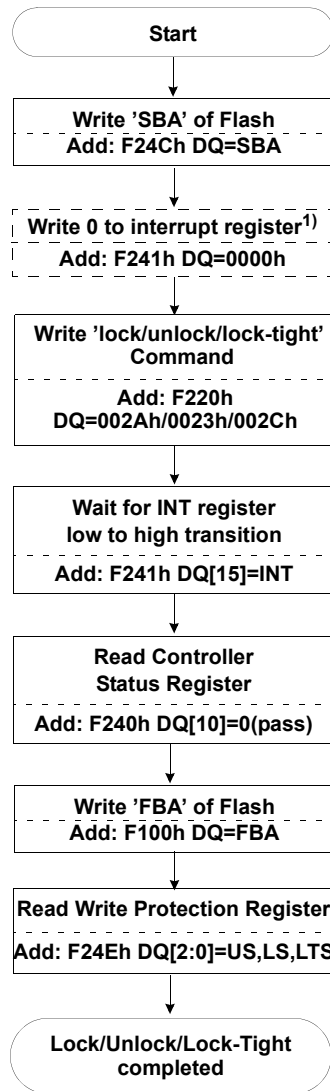 Start
Write ’SBA’ of Flash
Add: F24Ch DQ=SBA
Write 0 to interrupt register1)
Add: F241h DQ=0000h
Write ’lock/unlock/lock-tight’
Command
Add: F220h
DQ=002Ah/0023h/002Ch
Wait for INT register
low to high transition
Add: F241h DQ[15]=INT
Read Controller
Status Register
Add: F240h DQ[10]=0(pass)
Write ’FBA’ of Flash
Add: F100h DQ=FBA
Read Write Protection Register
Add: F24Eh DQ[2:0]=US,LS,LTS
Lock/Unlock/Lock-Tight
completed